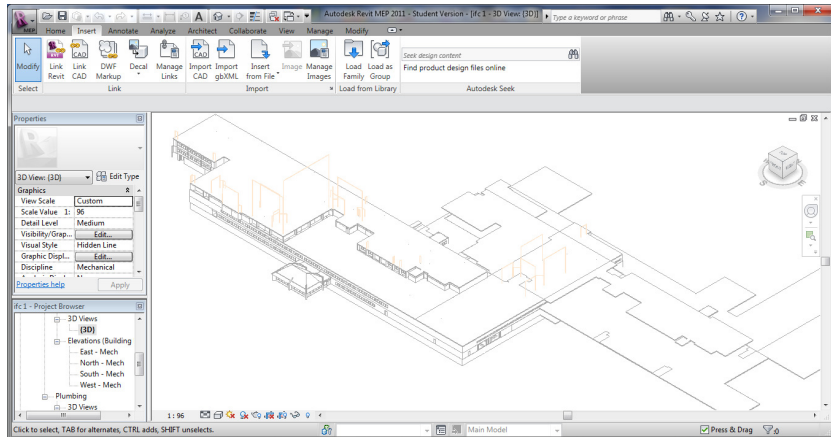 Autodesk Revit MEP 2011 - Student Version - [ifc 1 - 3D View: {3D}]
Type a keyword or phrase
MEP Home Insert Annotate Analyze Architect Collaborate View Manage Modify
Modify
Link Revit
Link CAD
DWF Markup
Decal
Manage Links
Import CAD
Import gbXML
Insert from File
Image
Manage Images
Load Family
Load as Group
Seek design content
Find product design files online
Select Link Import Load from Library Autodesk Seek
Properties
3D View: {3D} Edit Type
Graphics
View Scale Custom
Scale Value 1: 96
Detail Level Medium
Visibility/Grap... Edit...
Visual Style Hidden Line
Graphic Displ... Edit...
Discipline Mechanical
Properties help Apply
ifc 1 - Project Browser
3D Views
{3D}
Elevations (Building
East - Mech
North - Mech
South - Mech
West - Mech
Plumbing
3D Views
1 : 96
Click to select, TAB for alternates, CTRL adds, SHIFT unselects.
Main Model
Press & Drag
:0